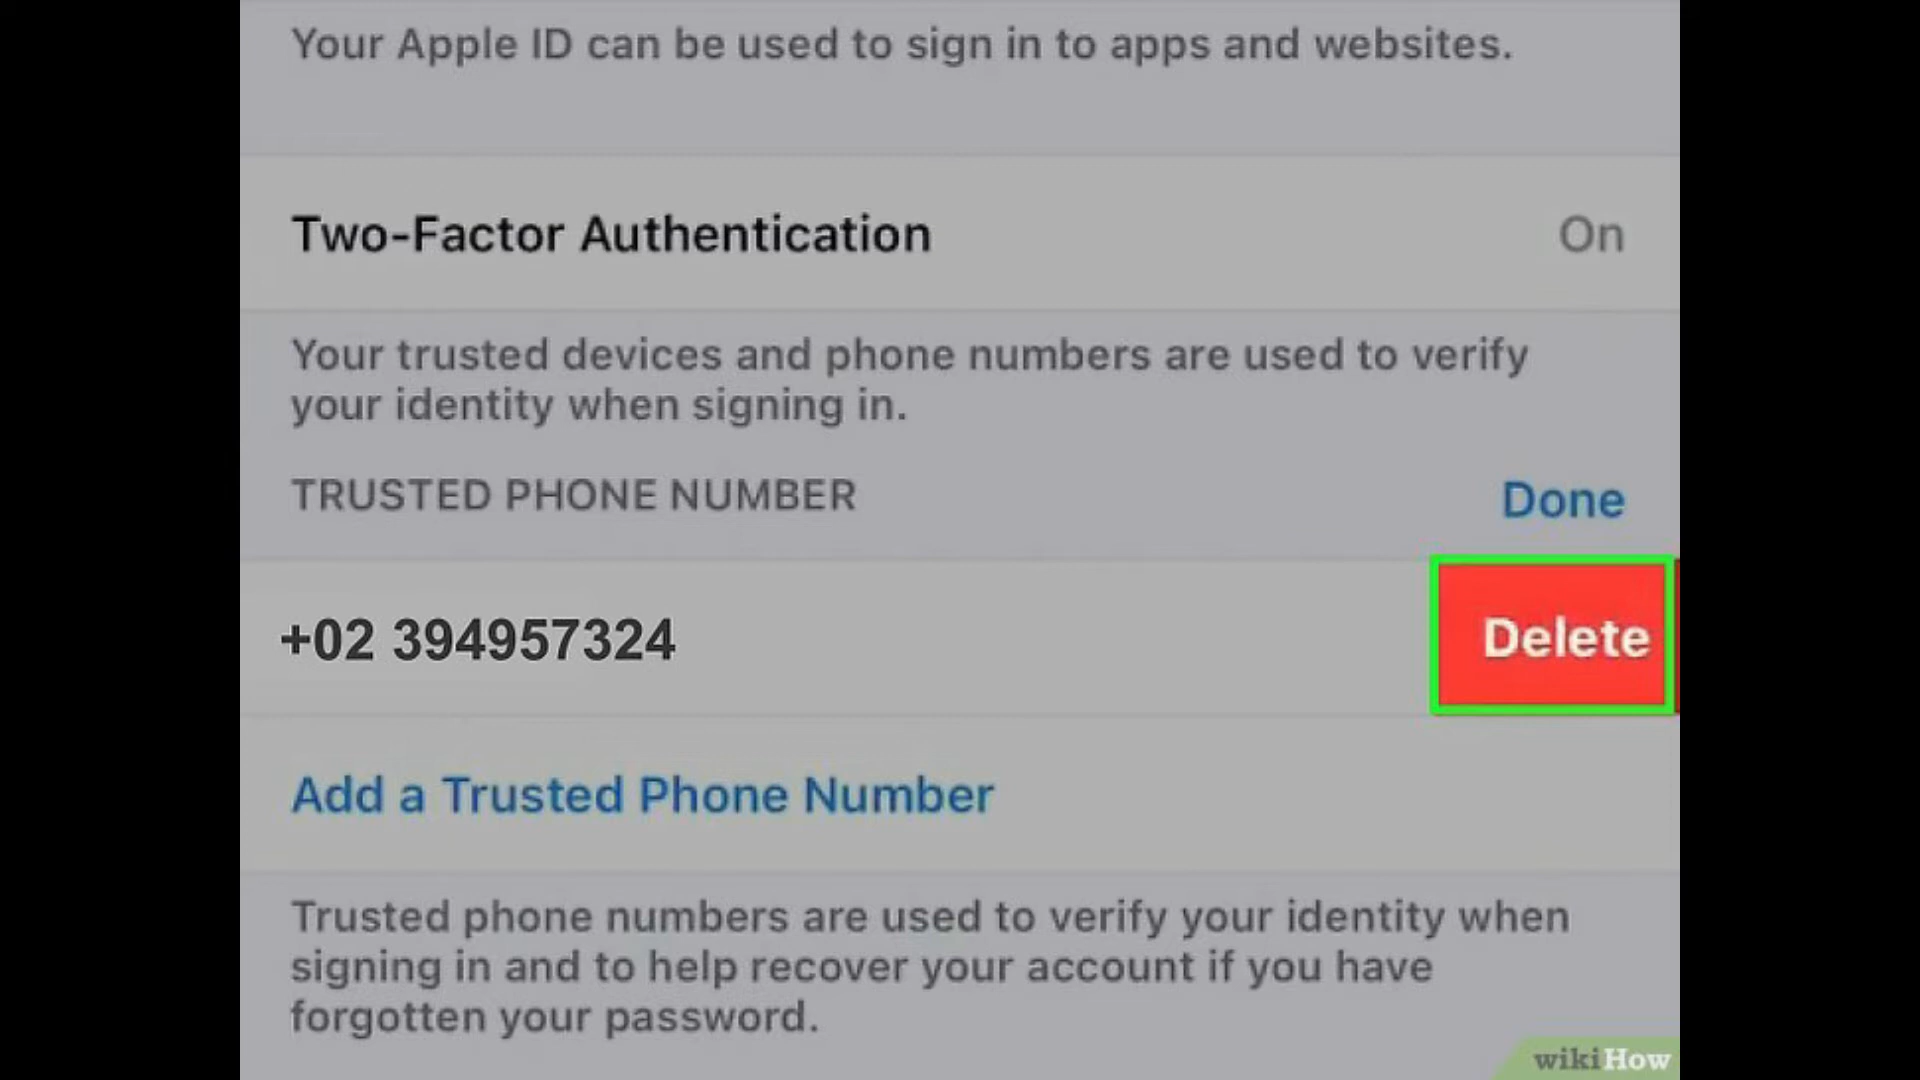 Your Apple ID can be used to sign in to apps and websites.
Two-Factor Authentication On
Your trusted devices and phone numbers are used to verify
your identity when signing in.
TRUSTED PHONE NUMBER Done
+02 394957324 Delete
Add a Trusted Phone Number
Trusted phone numbers are used to verify your identity when
signing in and to help recover your account if you have
forgotten your password.
wikiHow